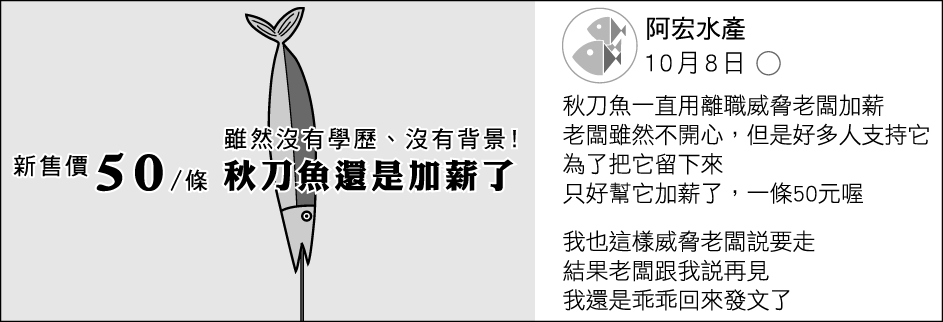 雖然沒有學歷、沒有背景!
新售價50/條 秋刀魚還是加薪了
阿宏水產
10月8日
秋刀魚一直用離職威脅老闆加薪
老闆雖然不開心，但是好多人支持它
為了把它留下來
只好幫它加薪了，一條50元喔
我也這樣威脅老闆説要走
結果老闆跟我説再見
我還是乖乖回來發文了